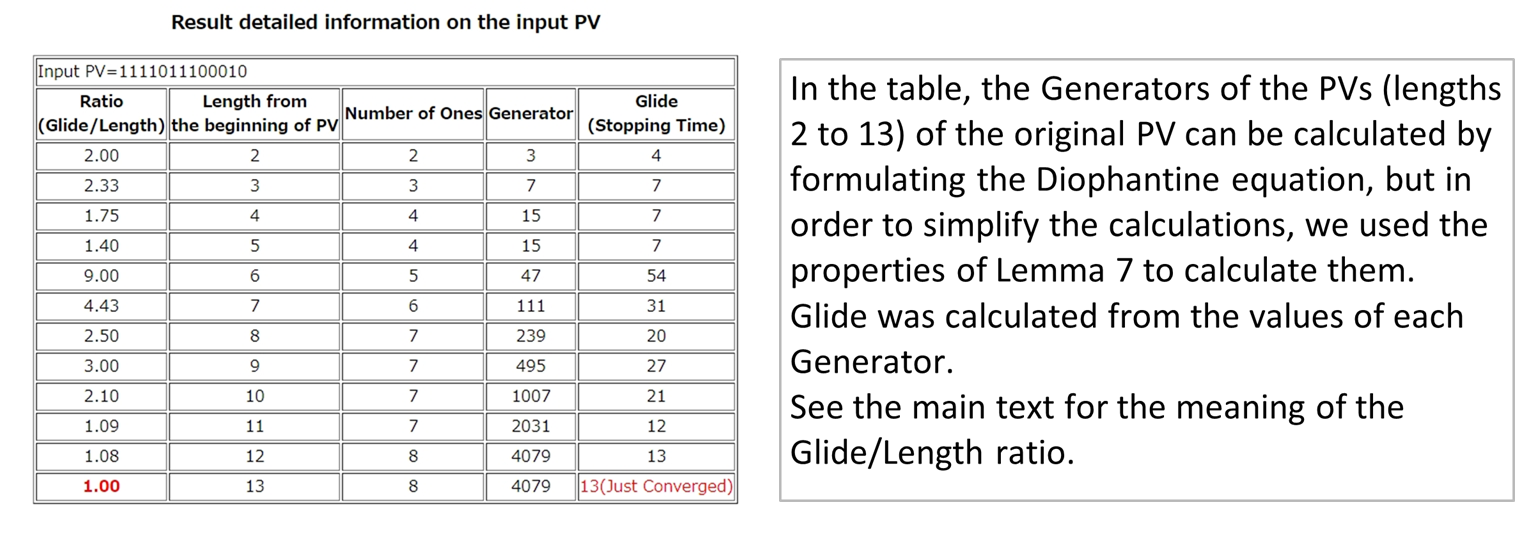 Result detailed information on the input PV
Input PV=1111011100010
Ratio (Glide/Length) Length from the beginning of PV Number of Ones Generator Glide (Stopping Time)
2.00 2 2 3 4
2.33 3 3 7 7
1.75 4 4 15 7
1.40 5 4 15 7
9.00 6 5 47 54
4.43 7 6 111 31
2.50 8 7 239 20
3.00 9 7 495 27
2.10 10 7 1007 21
1.09 11 7 2031 12
1.08 12 8 4079 13
1.00 13 8 4079 13(Just Converged)
In the table, the Generators of the PVs (lengths
2 to 13) of the original PV can be calculated by
formulating the Diophantine equation, but in
order to simplify the calculations, we used the
properties of Lemma 7 to calculate them.
Glide was calculated from the values of each
Generator.
See the main text for the meaning of the
Glide/Length ratio.